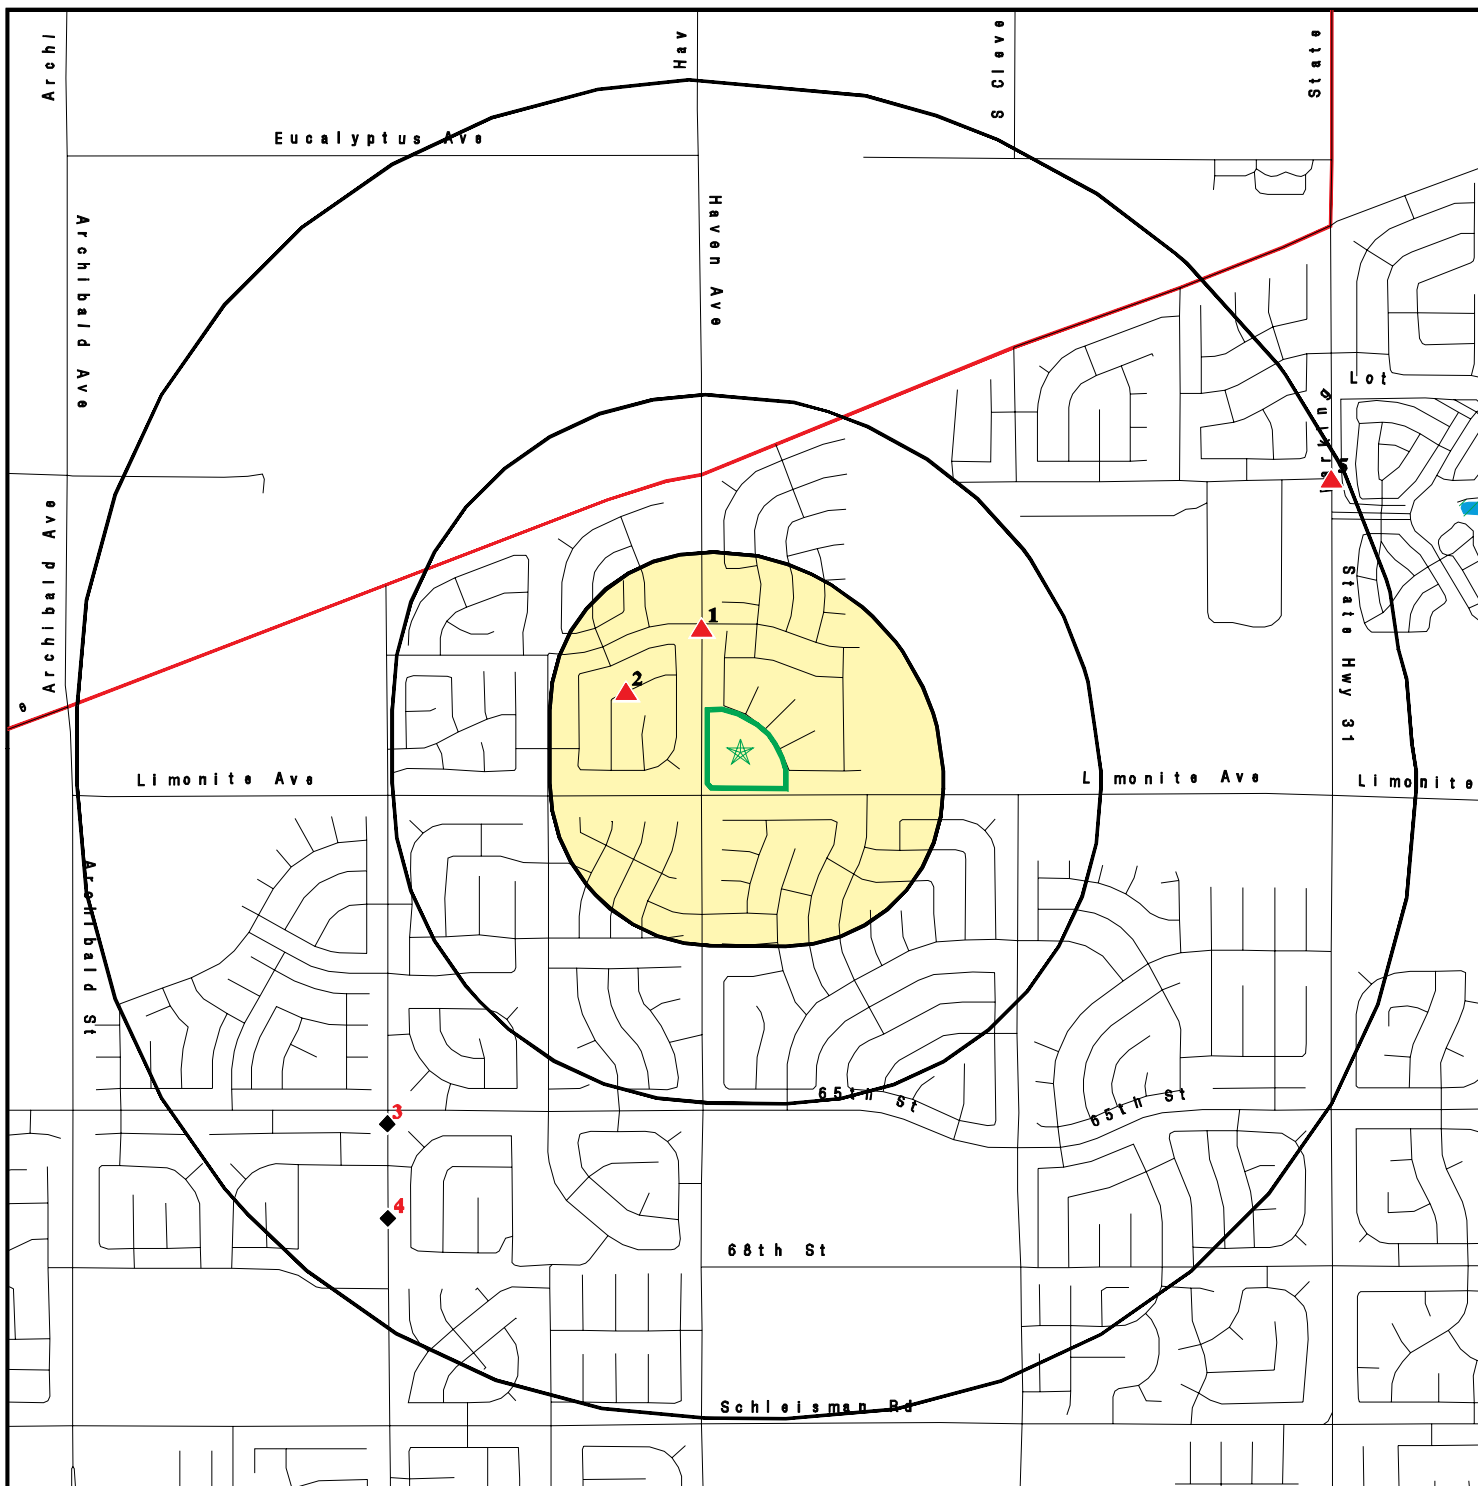 Archi
Hav
S Cleve
State
Eucalyptus Ave
Archibald Ave
Haven Ave
Lot
Archibald Ave
State Hwy 31
1
2
Limonite Ave
Limonite Ave
Limonite
Archibald St
65th St
65th St
3
4
68th St
Schleisman Rd